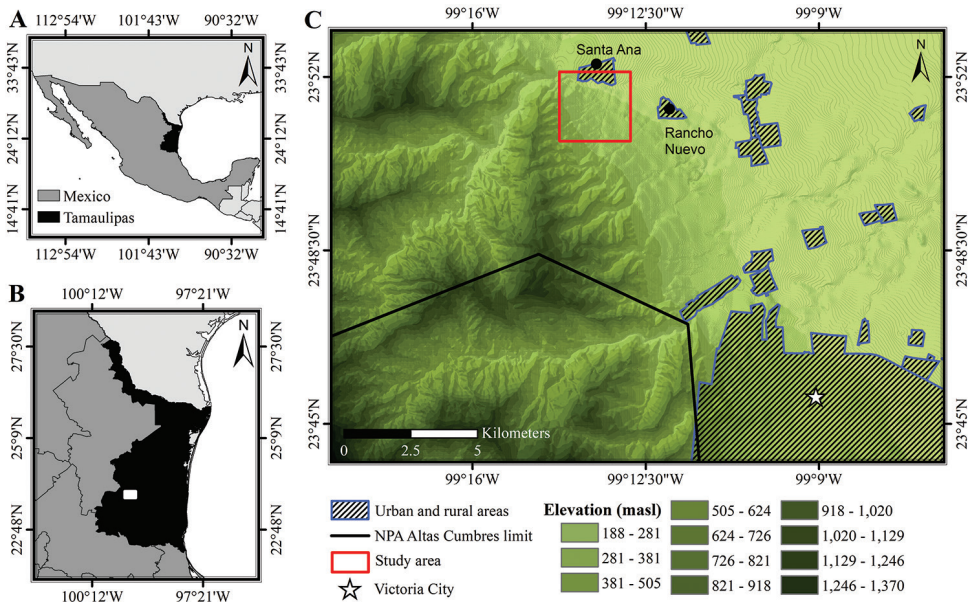 A
112°54'W 101°43'W 90°32'W
33°43'N
24°12'N
14°41'N
N
33°43'N
24°12'N
14°41'N
Mexico
Tamaulipas
112°54'W 101°43'W 90°32'W
B
100°12'W 97°21'W
27°30'N
25°9'N
22°48'N
N
27°30'N
25°9'N
22°48'N
100°12'W 97°21'W
C
99°16'W 99°12'30"W 99°9'W
23°52'N
23°48'30"N
23°45'N
Santa Ana
Rancho
Nuevo
N
23°52'N
23°48'30"N
23°45'N
Kilometers
0 2.5 5
99°16'W 99°12'30"W 99°9'W
Urban and rural areas
NPA Altas Cumbres limit
Study area
Victoria City
Elevation (masl)
188 - 281
281 - 381
381 - 505
505 - 624
624 - 726
726 - 821
821 - 918
918 - 1,020
1,020 - 1,129
1,129 - 1,246
1,246 - 1,370